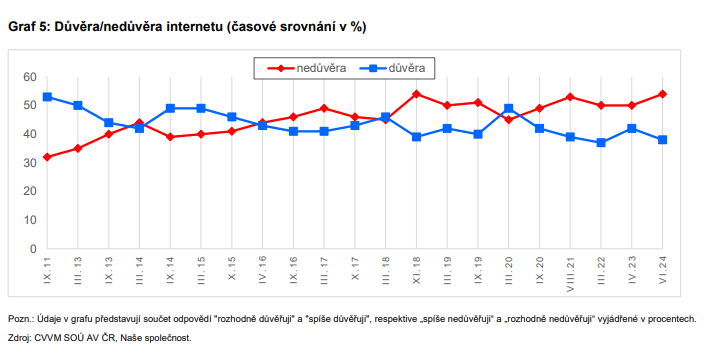 Graf 5: Důvěra/nedůvěra internetu (časové srovnání v %)
nedůvěra důvěra
60
50
40
30
20
10
0
IX.11 III.13 IX.13 III.14 IX.14 III.15 X.15 IV.16 IX.16 III.17 X.17 III.18 XI.18 III.19 IX.19 III.20 IX.20 VIII.21 III.22 IV.23 VI.24
Pozn.: Údaje v grafu představují součet odpovědí "rozhodně důvěřuji" a "spíše důvěřuji", respektive „spíše nedůvěřuji“ a „rozhodně nedůvěřuji“ vyjádřené v procentech.
Zdroj: CVVM SOÚ AV ČR, Naše společnost.